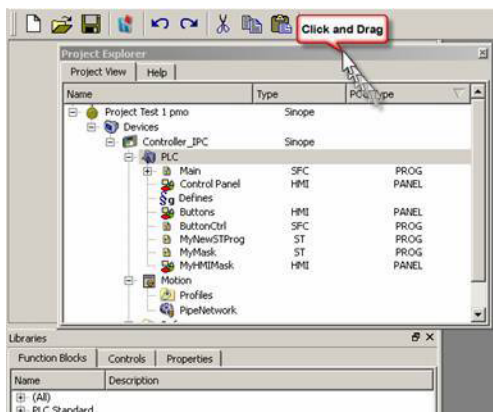 Click and Drag
Project Explorer
Project View Help
Name Type POU Type
Project Test 1 pmo Sinope
Devices
Controller_IPC Sinope
PLC
Main SFC PROG
Control Panel HMI PANEL
Defines
Buttons HMI PANEL
ButtonCtrl SFC PROG
MyNewSTProg ST PROG
MyMask ST PROG
MyHMIMask HMI PANEL
Motion
Profiles
PipeNetwork
Libraries
Function Blocks Controls Properties
Name Description
(All)
PLC Standard